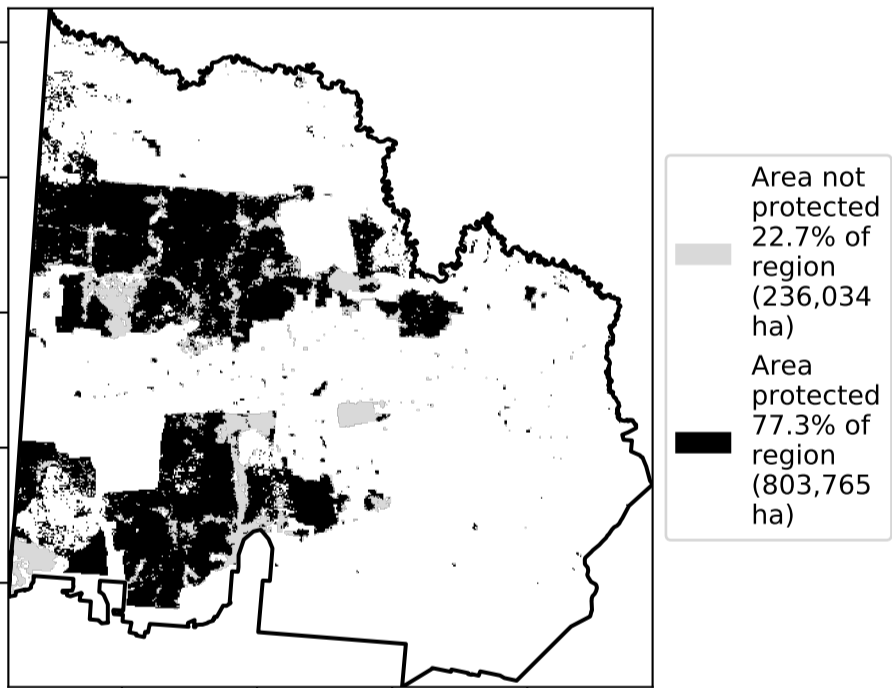 Area not
protected
22.7% of
region
(236,034
ha)
Area
protected
77.3% of
region
(803,765
ha)